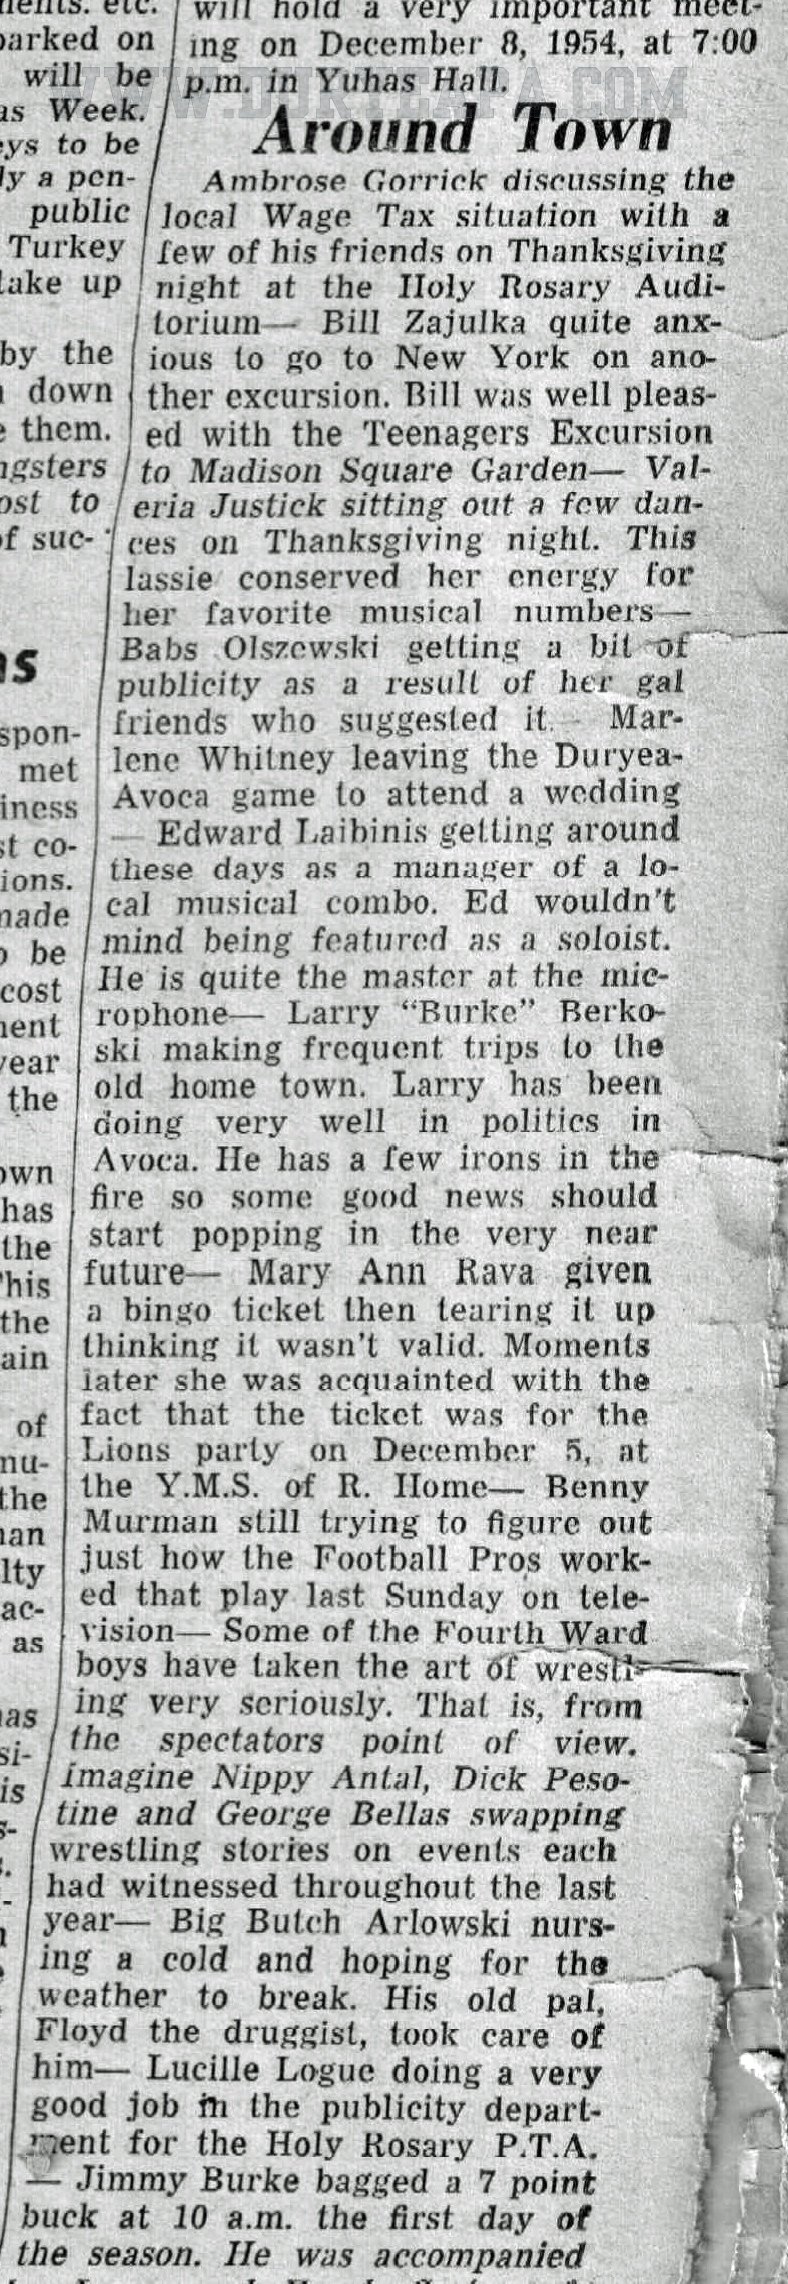 will hold a very important meet-
ing on December 8, 1954, at 7:00
p.m. in Yuhas Hall.
WWW.DURYEAPA.COM
Around Town
Ambrose Gorrick discussing the
local Wage Tax situation with a
few of his friends on Thanksgiving
night at the Holy Rosary Audi-
torium— Bill Zajulka quite anx-
ious to go to New York on ano-
ther excursion. Bill was well pleas-
ed with the Teenagers Excursion
to Madison Square Garden— Val-
eria Justick sitting out a few dan-
ces on Thanksgiving night. This
lassie conserved her energy for
her favorite musical numbers—
Babs Olszewski getting a bit of
publicity as a result of her gal
friends who suggested it.— Mar-
lene Whitney leaving the Duryea-
Avoca game to attend a wedding
— Edward Laibinis getting around
these days as a manager of a lo-
cal musical combo. Ed wouldn't
mind being featured as a soloist.
He is quite the master at the mic-
rophone— Larry "Burke" Berko-
ski making frequent trips to the
old home town. Larry has been
doing very well in politics in
Avoca. He has a few irons in the
fire so some good news should
start popping in the very near
future— Mary Ann Rava given
a bingo ticket then tearing it up
thinking it wasn't valid. Moments
later she was acquainted with the
fact that the ticket was for the
Lions party on December 5, at
the Y.M.S. of R. Home— Benny
Murman still trying to figure out
just how the Football Pros work-
ed that play last Sunday on tele-
vision— Some of the Fourth Ward
boys have taken the art of wrestl-
ing very seriously. That is, from
the spectators point of view.
Imagine Nippy Antal, Dick Peso-
tine and George Bellas swapping
wrestling stories on events each
had witnessed throughout the last
year— Big Butch Arlowski nurs-
ing a cold and hoping for the
weather to break. His old pal,
Floyd the druggist, took care of
him— Lucille Logue doing a very
good job in the publicity depart-
ment for the Holy Rosary P.T.A.
— Jimmy Burke bagged a 7 point
buck at 10 a.m. the first day of
the season. He was accompanied